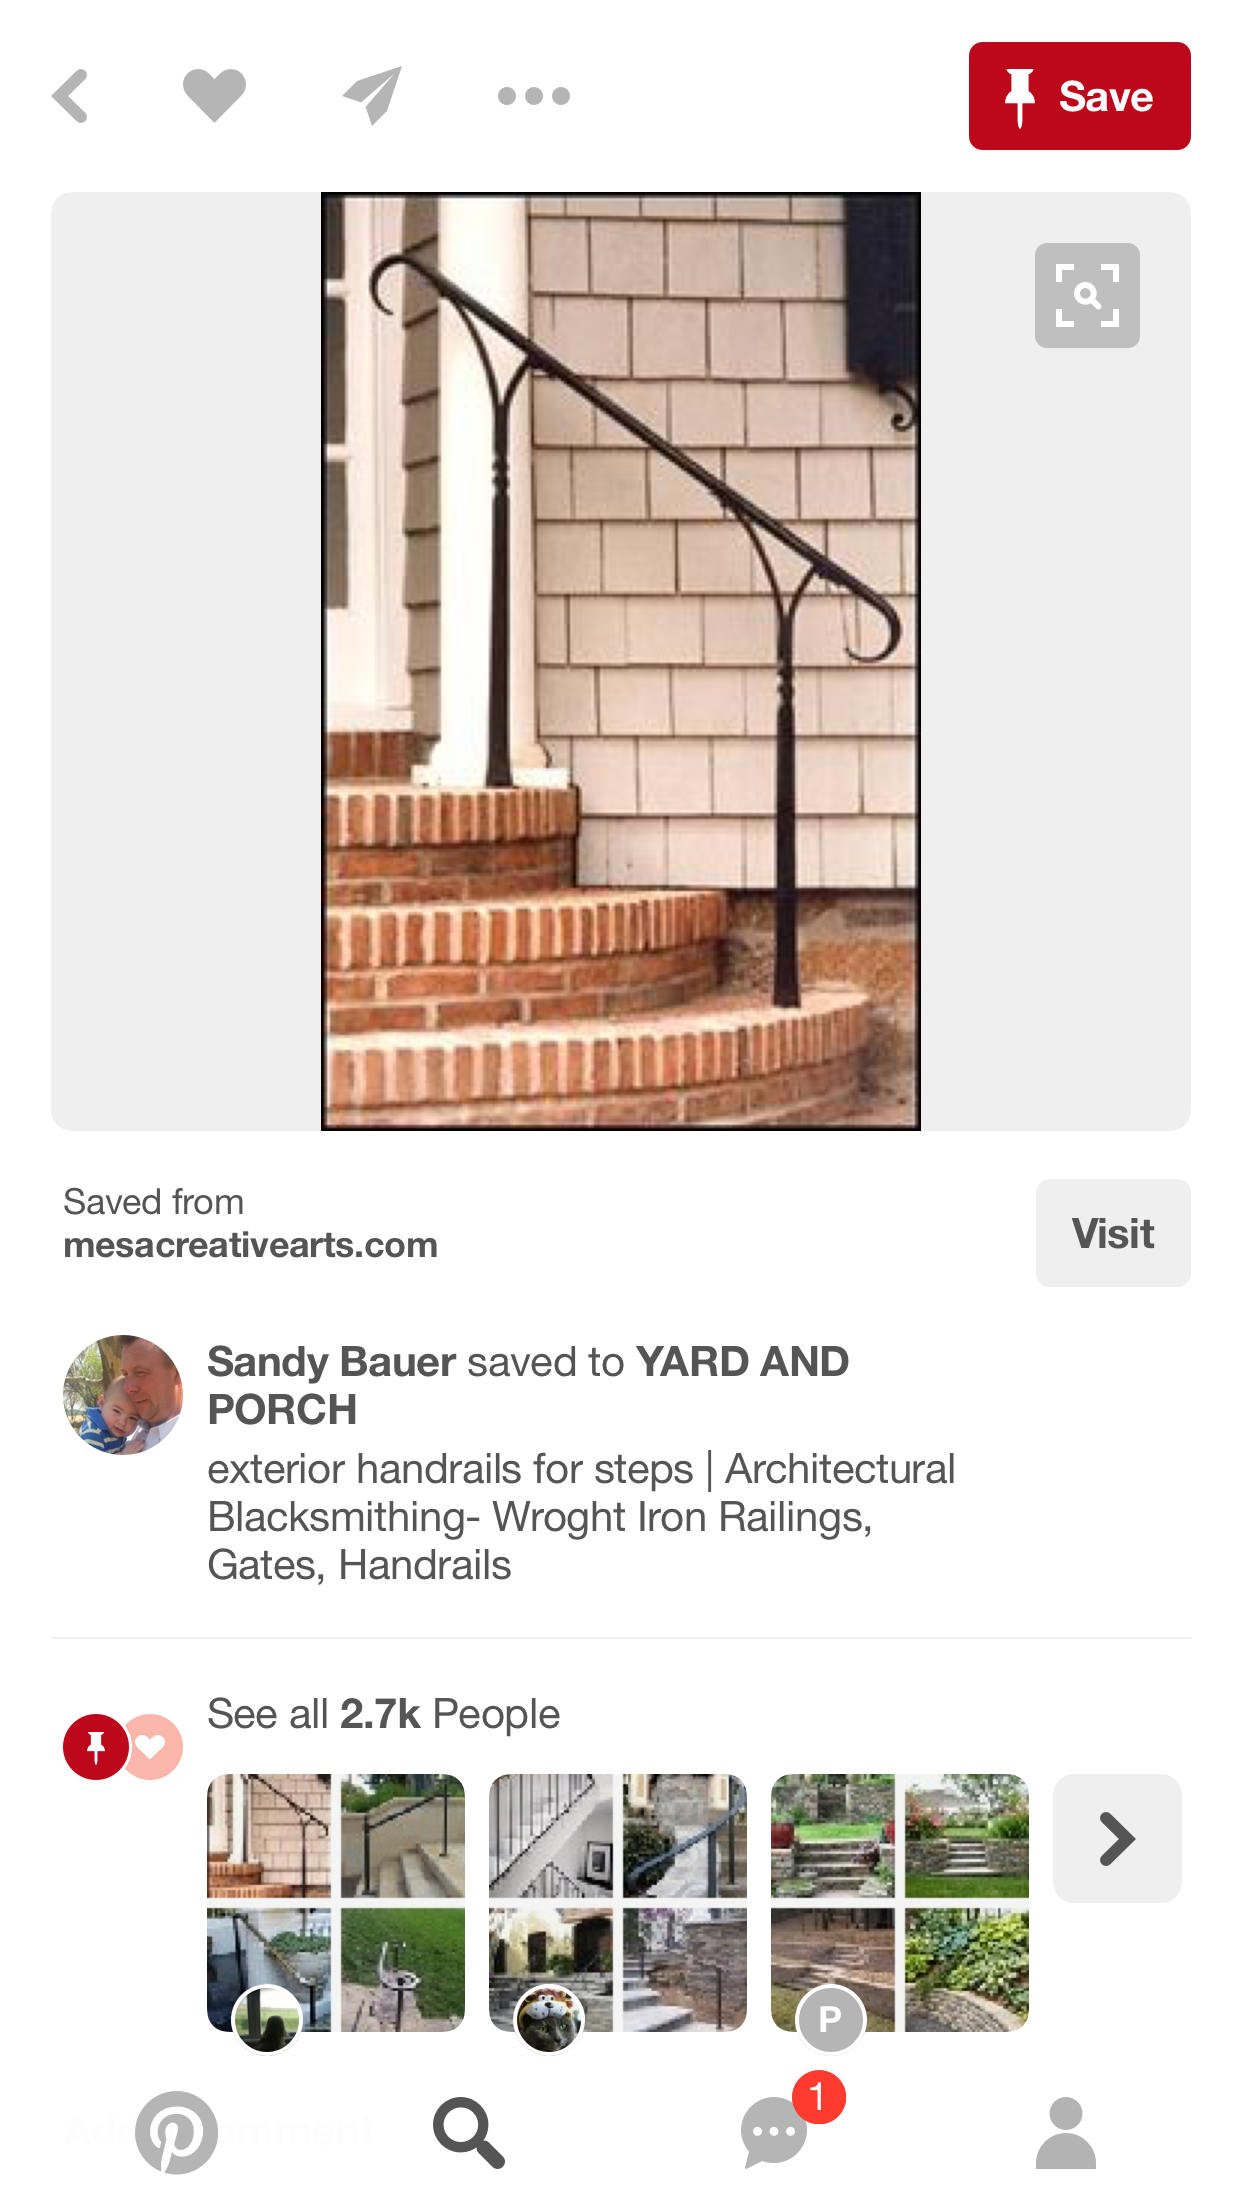 Save
Saved from
mesacreativearts.com
Visit
Sandy Bauer saved to YARD AND
PORCH
exterior handrails for steps | Architectural
Blacksmithing- Wroght Iron Railings,
Gates, Handrails
See all 2.7k People
P
1